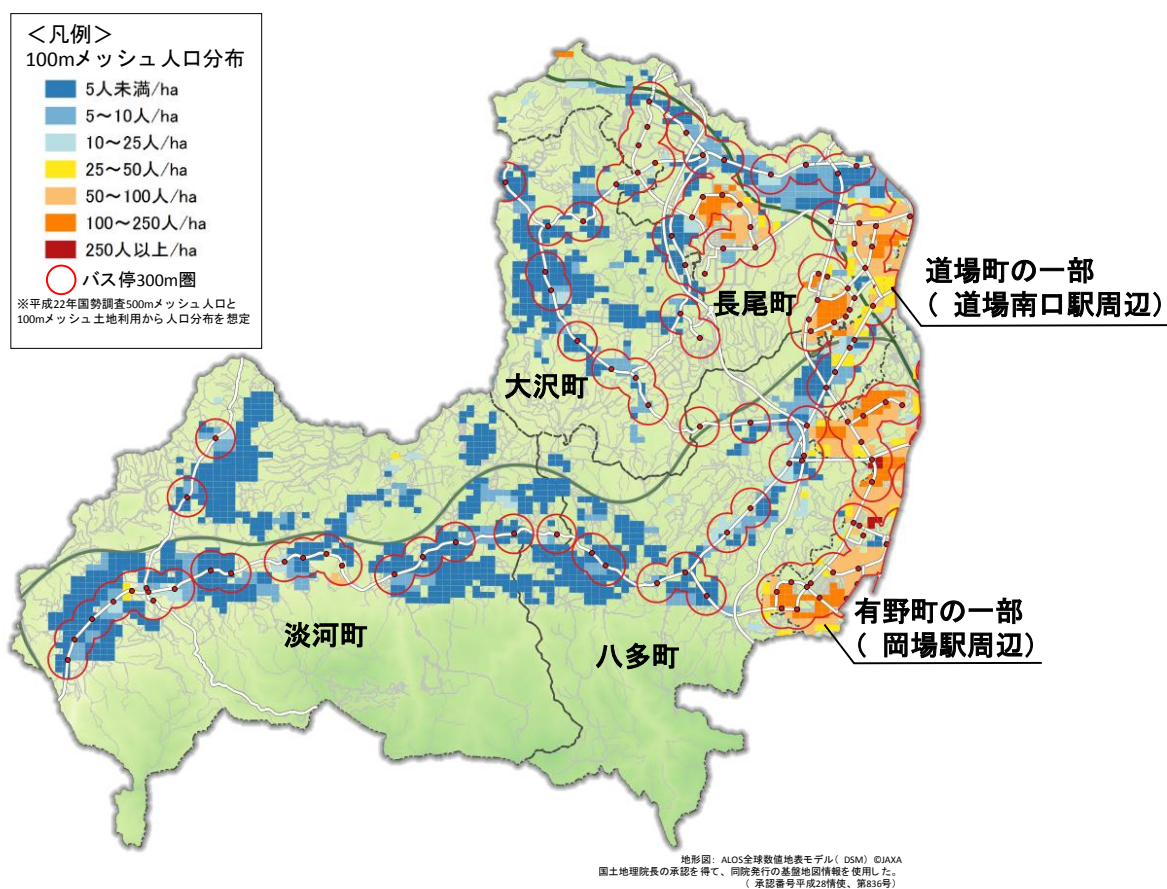 <凡例>
100mメッシュ人口分布
5人未満/ha
5~10人/ha
10~25人/ha
25~50人/ha
50~100人/ha
100~250人/ha
250人以上/ha
バス停300m圏
※平成22年国勢調査500mメッシュ人口と
100mメッシュ土地利用から人口分布を想定
道場町の一部
( 道場南口駅周辺)
長尾町
大沢町
有野町の一部
( 岡場駅周辺)
淡河町
八多町
地形図: ALOS全球数値地表モデル( DSM) ©JAXA
国土地理院長の承認を得て、同院発行の基盤地図情報を使用した。
( 承認番号平成28情使、第836号)